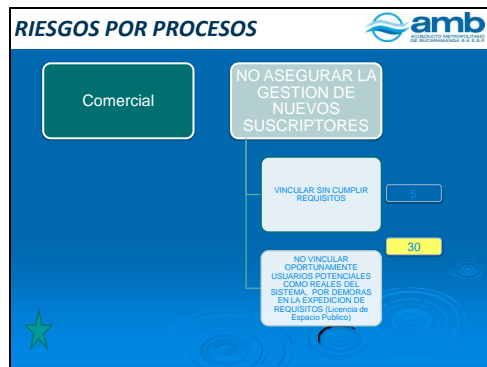 RIESGOS POR PROCESOS
amb
ACUEDUCTO METROPOLITANO
DE BUCARAMANGA S.A. E.S.P.
Comercial
NO ASEGURAR LA
GESTION DE
NUEVOS
SUSCRIPTORES
VINCULAR SIN CUMPLIR
REQUISITOS
5
30
NO VINCULAR
OPORTUNAMENTE
USUARIOS POTENCIALES
COMO REALES DEL
SISTEMA, POR DEMORAS
EN LA EXPEDICION DE
REQUISITOS (Licencia de
Espacio Publico)